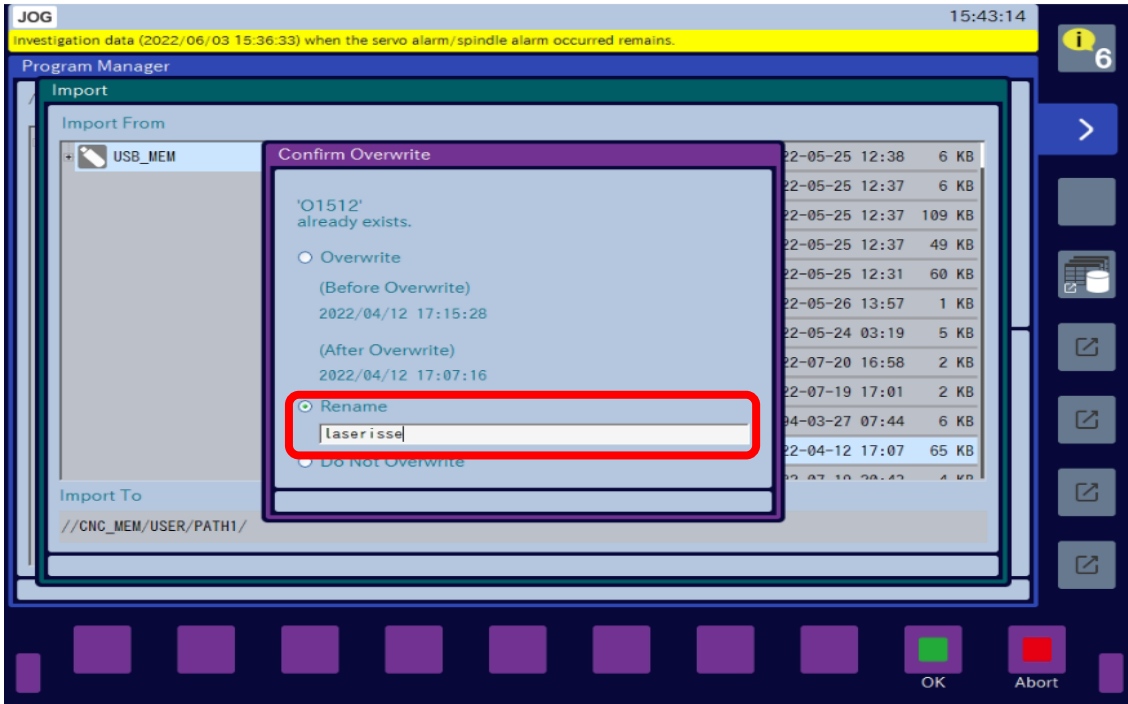 JOG
15:43:14
Investigation data (2022/06/03 15:36:33) when the servo alarm/spindle alarm occurred remains.
i 6
Program Manager
Import
Import From
USB_MEM
Confirm Overwrite
'O1512'
already exists.
Overwrite
(Before Overwrite)
2022/04/12 17:15:28
(After Overwrite)
2022/04/12 17:07:16
Rename
laserisse
Do Not Overwrite
22-05-25 12:38 6 KB
22-05-25 12:37 6 KB
22-05-25 12:37 109 KB
22-05-25 12:37 49 KB
22-05-25 12:31 60 KB
22-05-26 13:57 1 KB
22-05-24 03:19 5 KB
22-07-20 16:58 2 KB
22-07-19 17:01 2 KB
94-03-27 07:44 6 KB
22-04-12 17:07 65 KB
Import To
//CNC_MEM/USER/PATH1/
OK
Abort